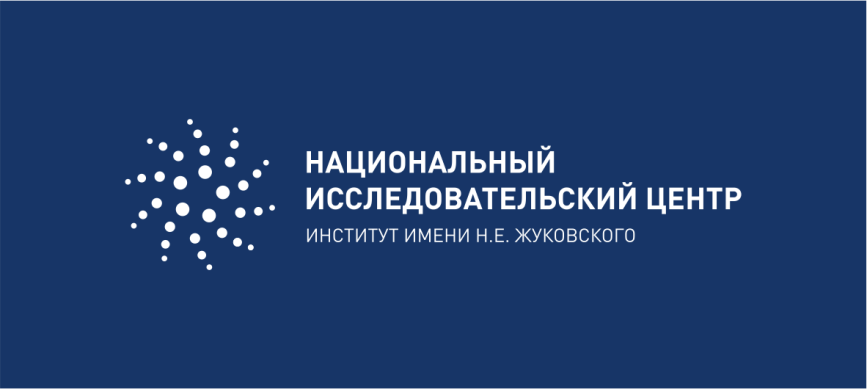 НАЦИОНАЛЬНЫЙ
ИССЛЕДОВАТЕЛЬСКИЙ ЦЕНТР
ИНСТИТУТ ИМЕНИ Н.Е. ЖУКОВСКОГО